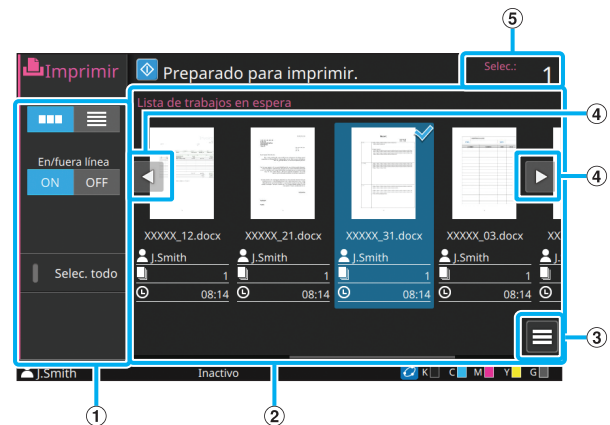 5
Imprimir
Preparado para imprimir.
Selec.:
1
Lista de trabajos en espera
4
En/fuera línea
ON OFF
4
XXXXX_12.docx XXXXX_21.docx XXXXX_31.docx XXXXX_03.docx XX
J.Smith J.Smith J.Smith J.Smith J.
1 1 1 1
08:14 08:14 08:14 08:14
Selec. todo
3
J.Smith Inactivo K C M Y G
1 2